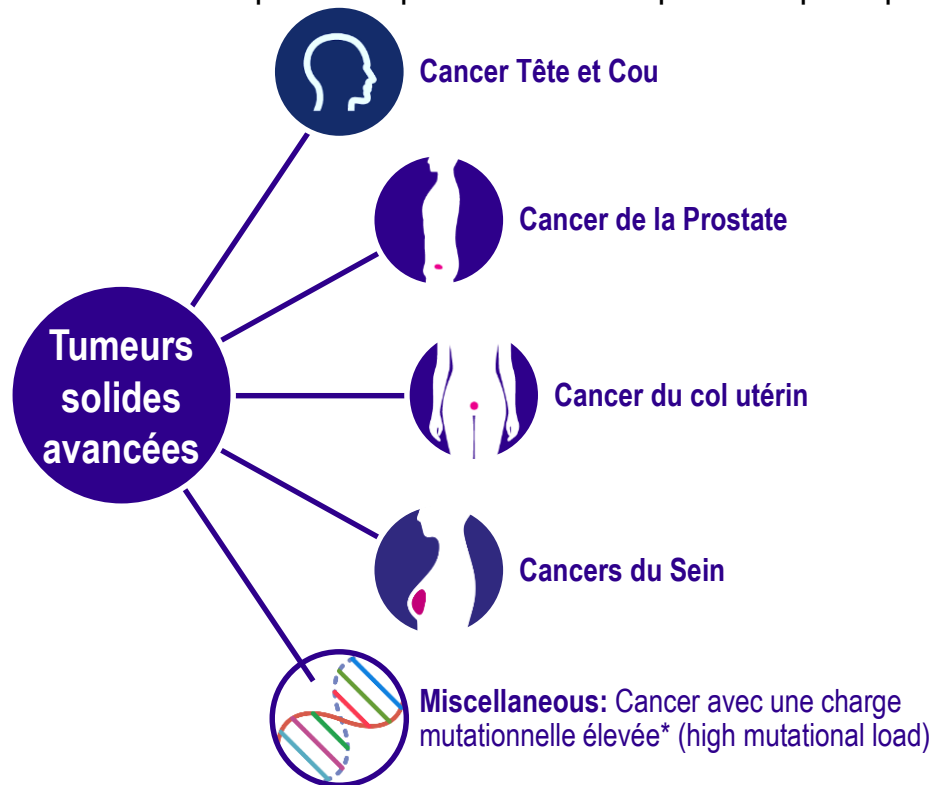 Cancer Tête et Cou
Cancer de la Prostate
Tumeurs
solides
avancées
Cancer du col utérin
Cancers du Sein
Miscellaneous: Cancer avec une charge
mutationnelle élevée* (high mutational load)